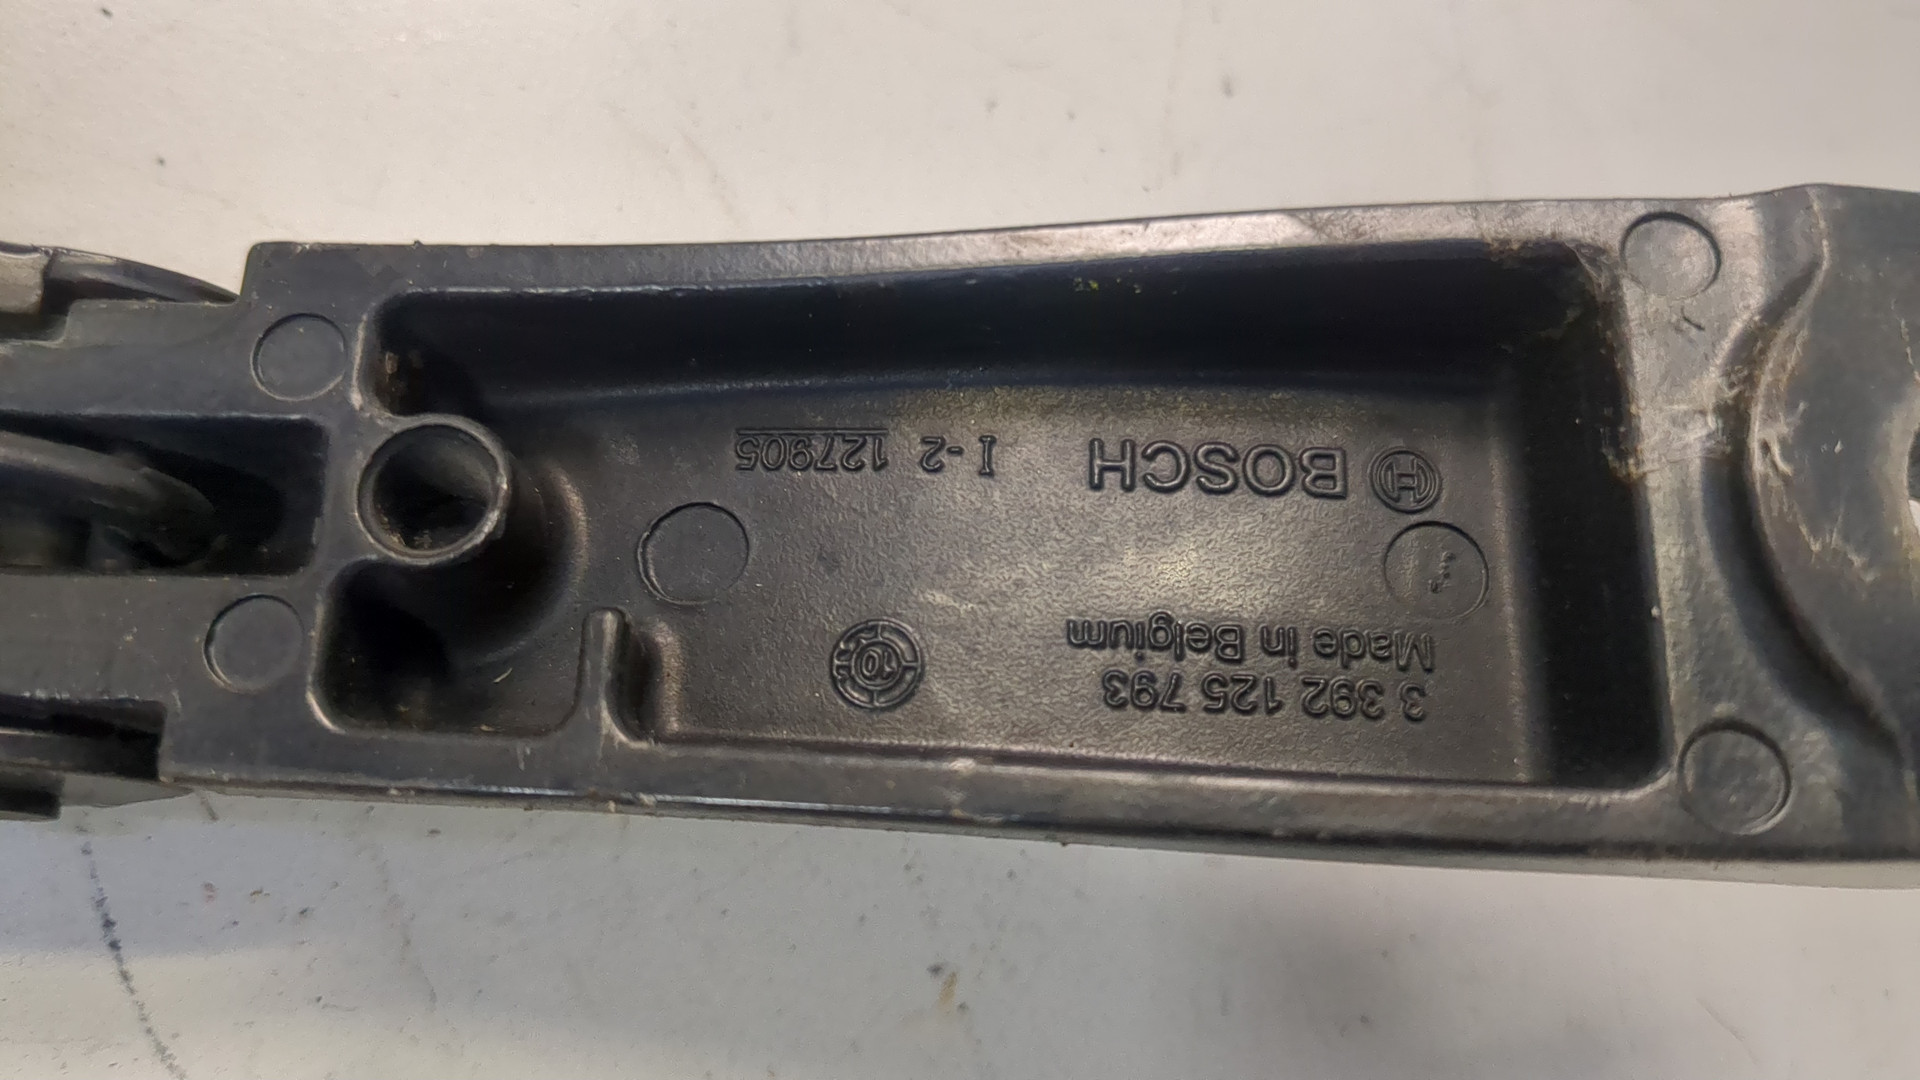 3 392 125 793
Made in Belgium
10
BOSCH
I-2 127905